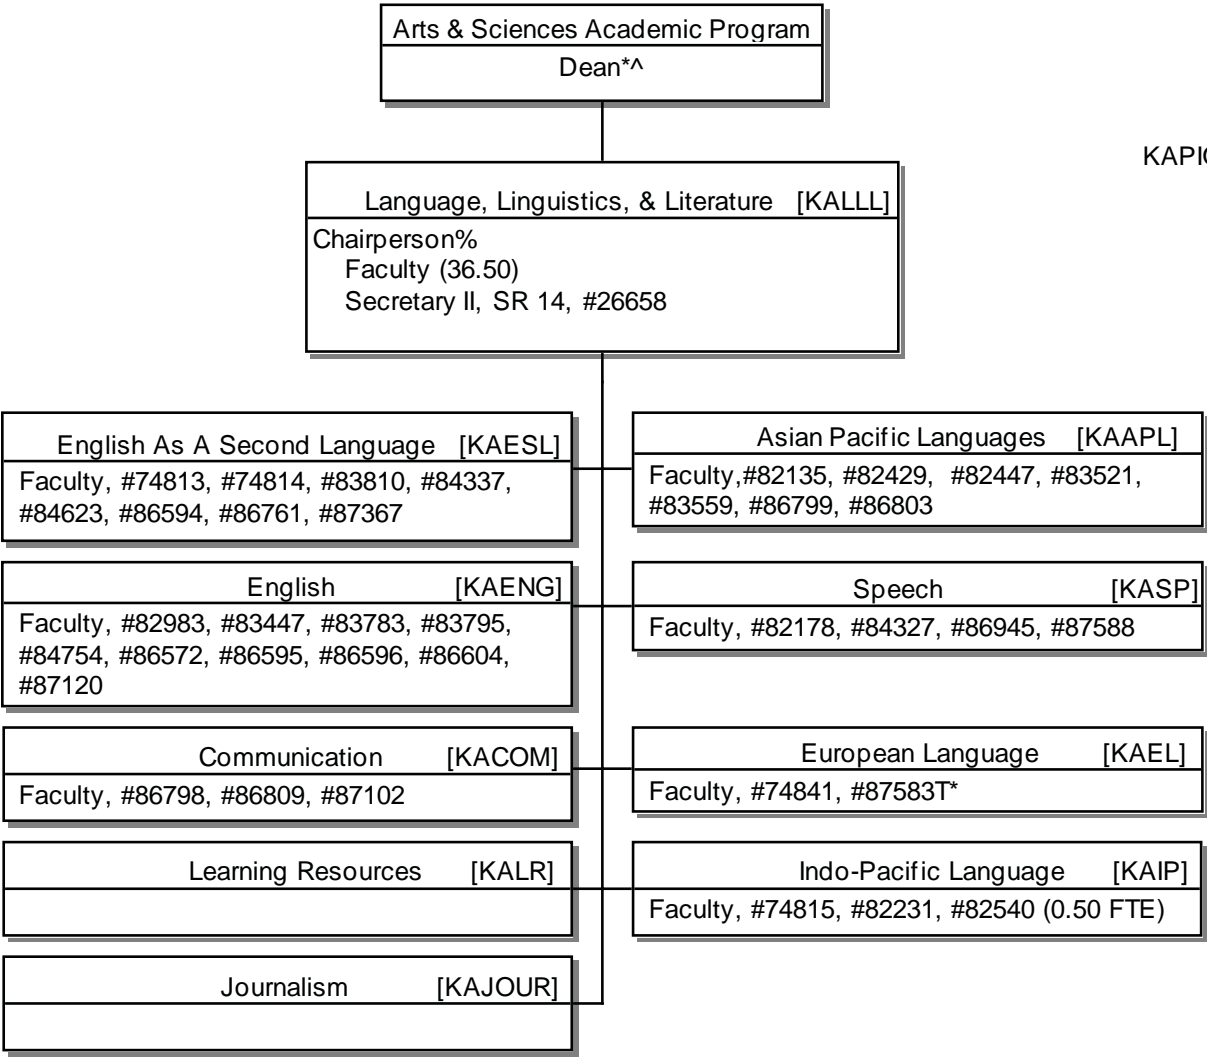 Arts & Sciences Academic Program
Dean*^
Language, Linguistics, & Literature [KALLL]
Chairperson%
Faculty (36.50)
Secretary II, SR 14, #26658
English As A Second Language [KAESL]
Faculty, #74813, #74814, #83810, #84337,
#84623, #86594, #86761, #87367
Asian Pacific Languages [KAAPL]
Faculty,#82135, #82429, #82447, #83521,
#83559, #86799, #86803
English [KAENG]
Faculty, #82983, #83447, #83783, #83795,
#84754, #86572, #86595, #86596, #86604,
#87120
Speech [KASP]
Faculty, #82178, #84327, #86945, #87588
Communication [KACOM]
Faculty, #86798, #86809, #87102
European Language [KAEL]
Faculty, #74841, #87583T*
Learning Resources [KALR]
Indo-Pacific Language [KAIP]
Faculty, #74815, #82231, #82540 (0.50 FTE)
Journalism [KAJOUR]